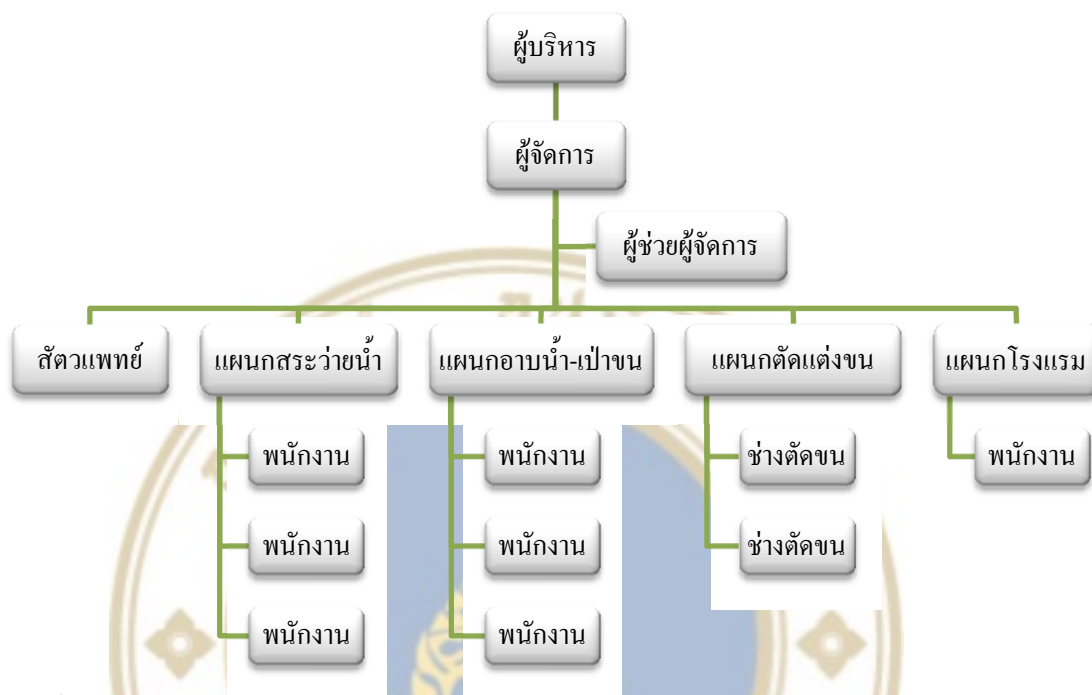 ผู้บริหาร
ผู้จัดการ
ผู้ช่วยผู้จัดการ
สัตวแพทย์
แผนกสระว่ายน้ำ
แผนกอาบน้ำ-เป่าขน
แผนกตัดแต่งขน
แผนกโรงแรม
พนักงาน
พนักงาน
ช่างตัดขน
พนักงาน
พนักงาน
พนักงาน
ช่างตัดขน
พนักงาน
พนักงาน